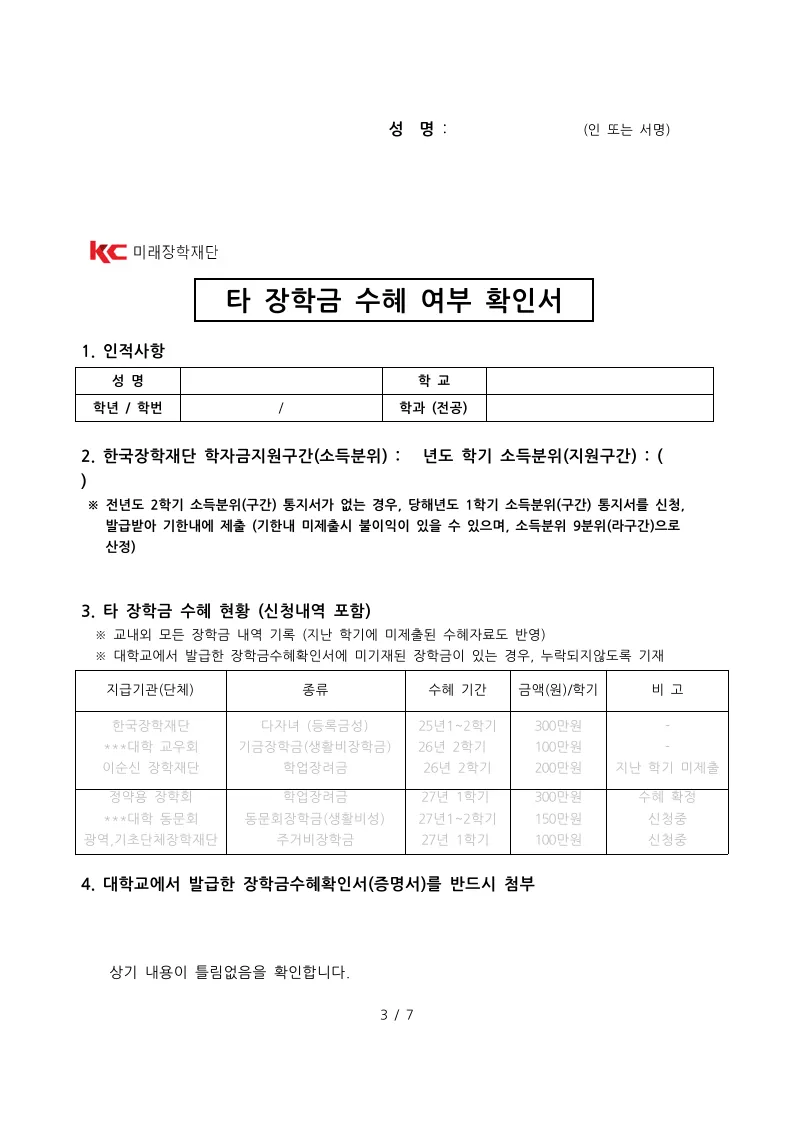 성 명 : (인 또는 서명)
KC 미래장학재단
타 장학금 수혜 여부 확인서
1. 인적사항
성 명 학 교
학년 / 학번 / 학과 (전공)
2. 한국장학재단 학자금지원구간(소득분위) : 년도 학기 소득분위(지원구간) : (
)
※ 전년도 2학기 소득분위(구간) 통지서가 없는 경우, 당해년도 1학기 소득분위(구간) 통지서를 신청,
발급받아 기한내에 제출 (기한내 미제출시 불이익이 있을 수 있으며, 소득분위 9분위(라구간)으로
산정)
3. 타 장학금 수혜 현황 (신청내역 포함)
※ 교내외 모든 장학금 내역 기록 (지난 학기에 미제출된 수혜자료도 반영)
※ 대학교에서 발급한 장학금수혜확인서에 미기재된 장학금이 있는 경우, 누락되지않도록 기재
지급기관(단체) 종류 수혜 기간 금액(원)/학기 비 고
한국장학재단 다자녀 (등록금성) 25년1~2학기 300만원 -
***대학 교우회 기금장학금(생활비장학금) 26년 2학기 100만원 -
이순신 장학재단 학업장려금 26년 2학기 200만원 지난 학기 미제출
정약용 장학회 학업장려금 27년 1학기 300만원 수혜 확정
***대학 동문회 동문회장학금(생활비성) 27년1~2학기 150만원 신청중
광역,기초단체장학재단 주거비장학금 27년 1학기 100만원 신청중
4. 대학교에서 발급한 장학금수혜확인서(증명서)를 반드시 첨부
상기 내용이 틀림없음을 확인합니다.
3 / 7